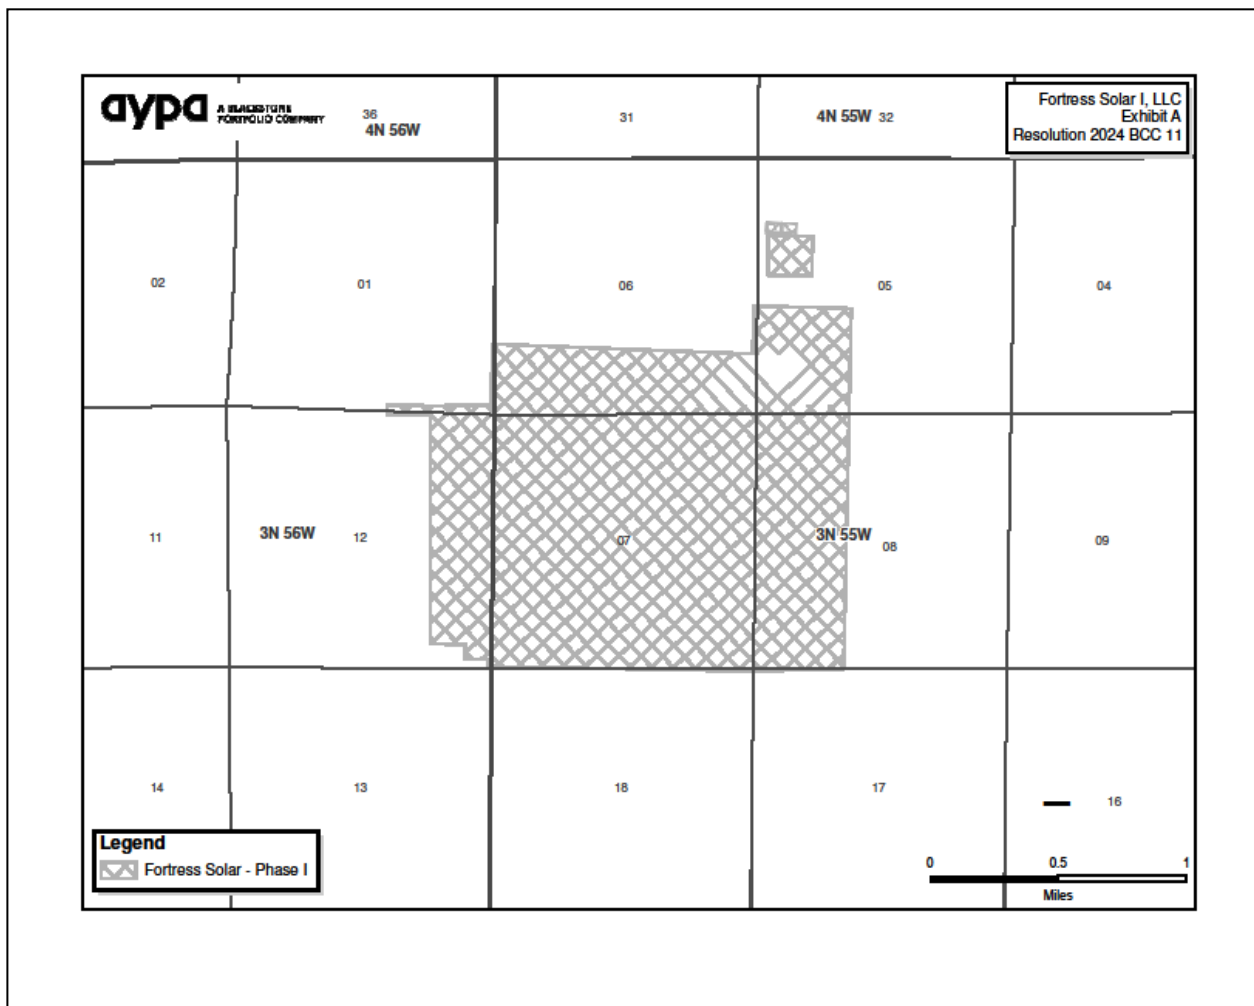 aypa A BLACKSTONE
PORTFOLIO COMPANY
Fortress Solar I, LLC
Exhibit A
Resolution 2024 BCC 11
36
4N 56W
31
4N 55W 32
02
01
06
05
04
11
3N 56W
12
07
3N 55W
08
09
14
13
18
17
16
Legend
Fortress Solar - Phase I
0 0.5 1
Miles